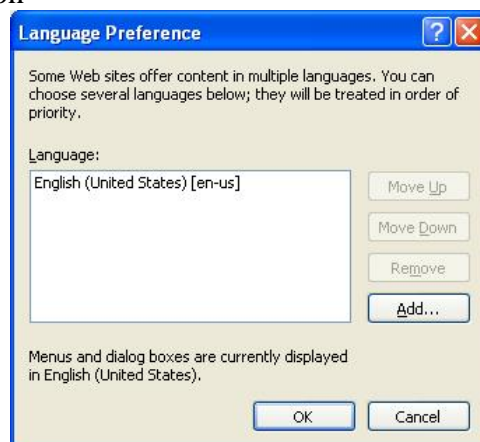 on
Language Preference
Some Web sites offer content in multiple languages. You can
choose several languages below; they will be treated in order of
priority.
Language:
English (United States) [en-us]
Move Up
Move Down
Remove
Add...
Menus and dialog boxes are currently displayed
in English (United States).
OK Cancel